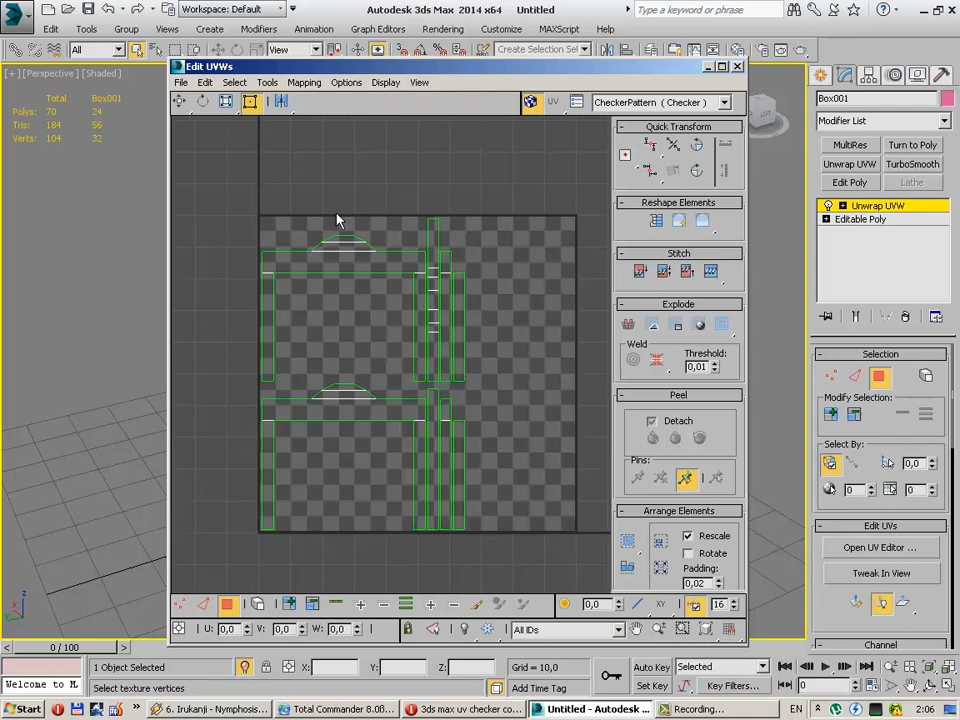 Workspace: Default
Autodesk 3ds Max 2014 x64 Untitled
Type a keyword or phrase
Edit Tools Group Views Create Modifiers Animation Graph Editors Rendering Customize MAXScript Help
All View Create Selection Se
[+] [Perspective] [Shaded]
Total Box001
Polys: 70 24
Tris: 184 56
Verts: 104 32
Edit UVWs
File Edit Select Tools Mapping Options Display View
UV CheckerPattern ( Checker )
Quick Transform
Reshape Elements
Stitch
Explode
Weld
Threshold:
0,01
Peel
Detach
Pins:
Arrange Elements
Rescale
Rotate
Padding:
0,02
0,0 XY 16
U: 0,0 V: 0,0 W: 0,0 All IDs
Box001
Modifier List
MultiRes Turn to Poly
Unwrap UVW TurboSmooth
Edit Poly Lathe
Unwrap UVW
Editable Poly
Selection
Modify Selection:
Select By:
0,0
0 0
Edit UVs
Open UV Editor ...
Tweak In View
Channel
0 / 100
1 Object Selected X: Y: Z: Grid = 10,0 Auto Key Selected
Welcome to M Select texture vertices Add Time Tag Set Key Key Filters... 0
Start 6. Irukanji - Nymphosis... Total Commander 8.0... 3ds max uv checker co... Untitled - Autodesk ... Recording... EN 2:06